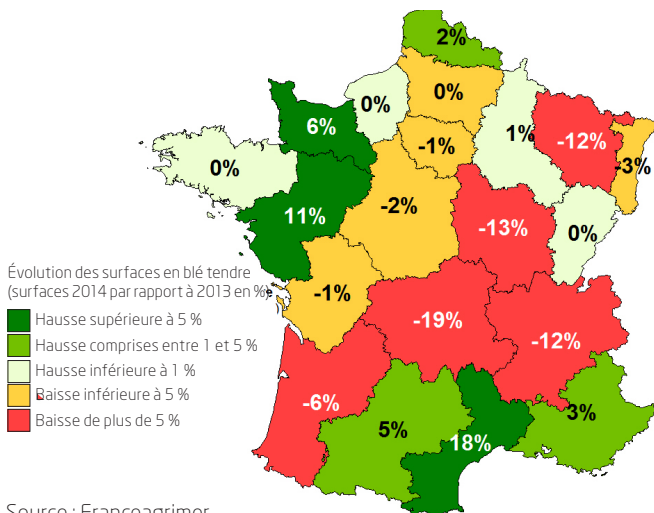 2%
0%
0%
6%
1%
-12%
-1%
-3%
0%
-2%
11%
-13%
0%
Évolution des surfaces en blé tendre
(surfaces 2014 par rapport à 2013 en %)
-1%
Hausse supérieure à 5 %
-19%
-12%
Hausse comprises entre 1 et 5 %
Hausse inférieure à 1 %
Baisse inférieure à 5 %
-6%
3%
Baisse de plus de 5 %
5%
18%
Source : Franceagrimer